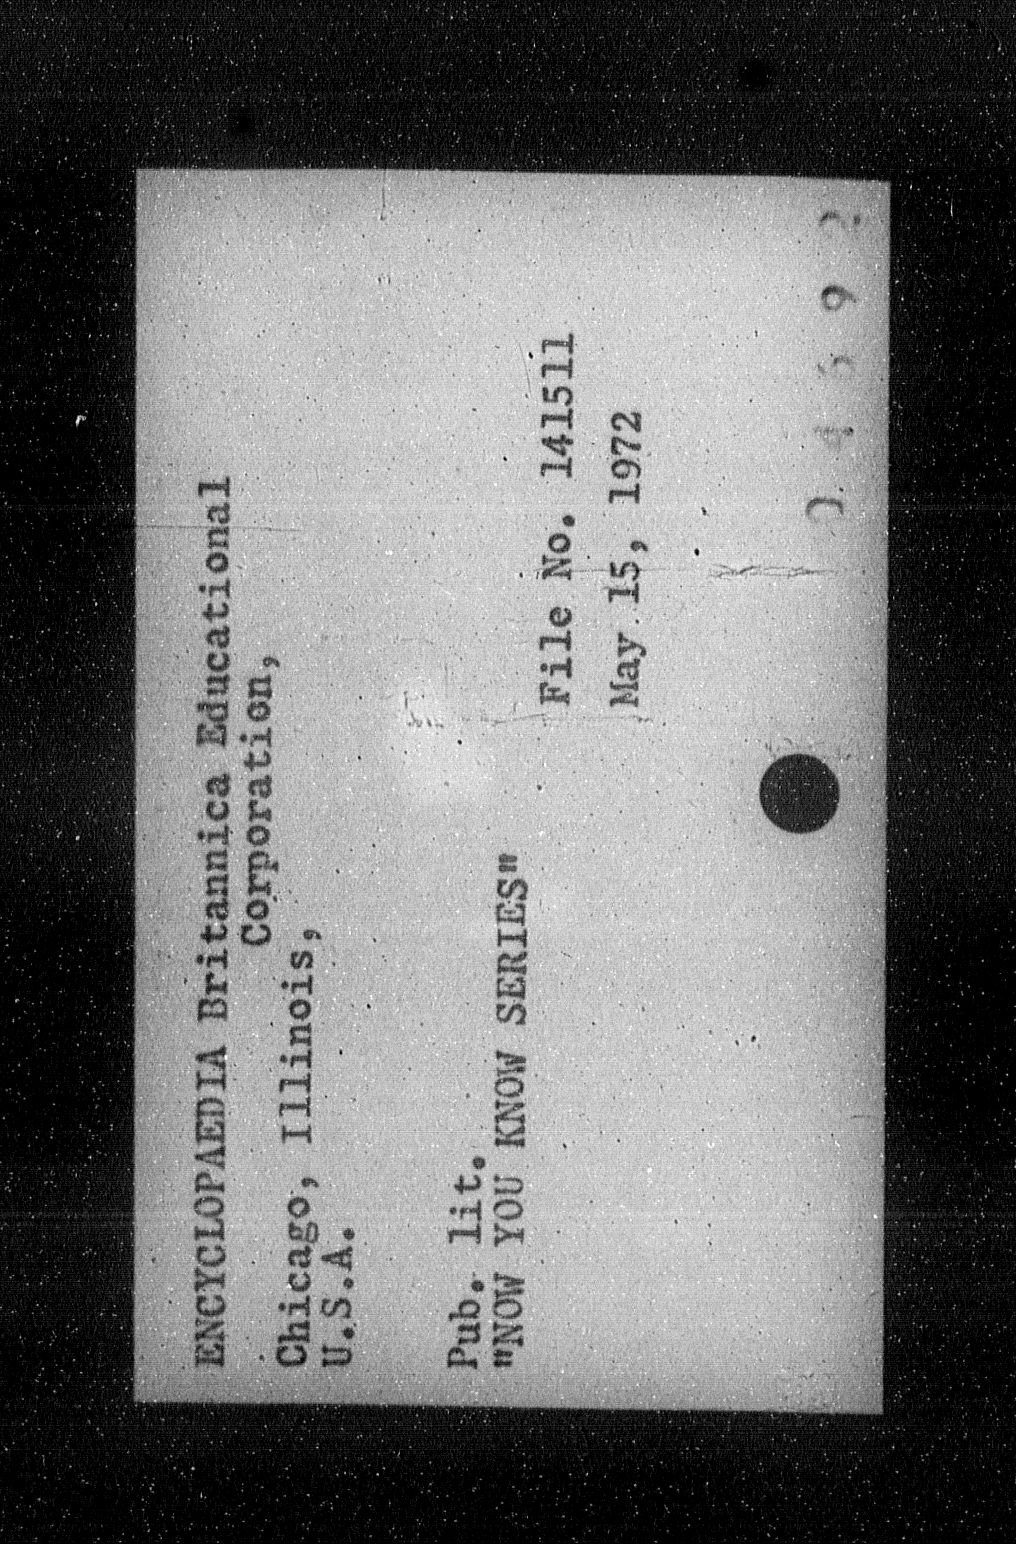 ENCYCLOPAEDIA Britannica Educational
Corporation,
Chicago, Illinois,
U.S.A.
Pub. lit.
"NOW YOU KNOW SERIES"
File No. 141511
May 15, 1972